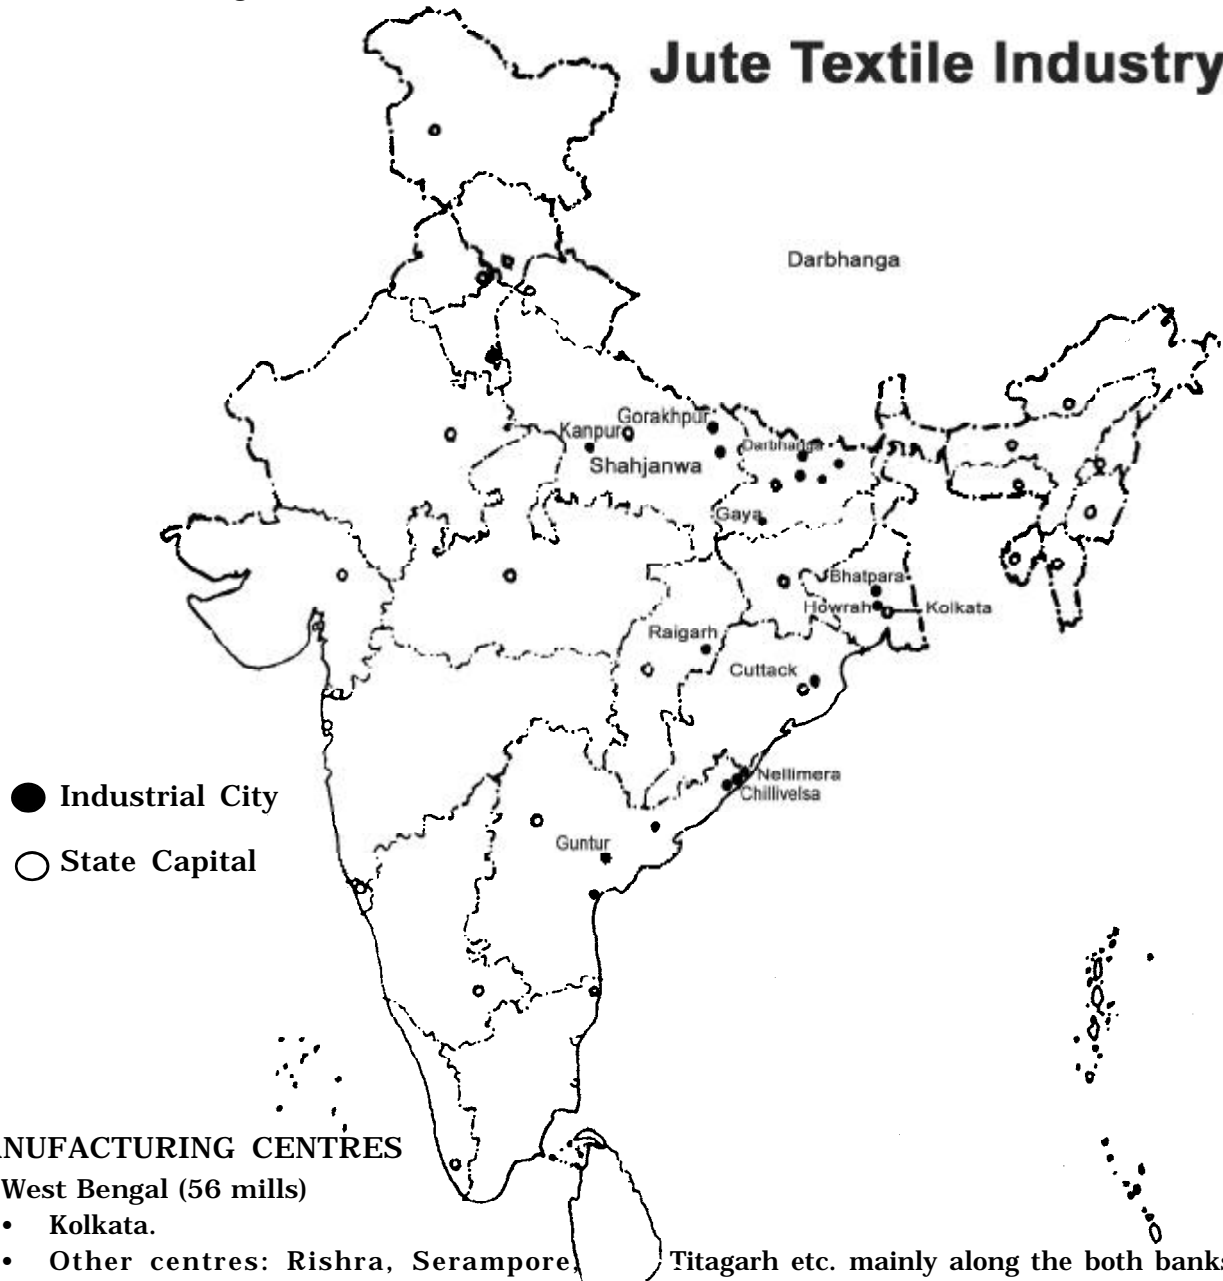 Jute Textile Industry
Darbhanga
Gorakhpur
Kanpur
Darbhanga
Shahjanwa
Gaya
Bhatpara
Howrah
Kolkata
Raigarh
Cuttack
Nellimera
Chillivelsa
Industrial City
Guntur
State Capital
NUFACTURING CENTRES
West Bengal (56 mills)
• Kolkata.
• Other centres: Rishra, Serampore, Titagarh etc. mainly along the both banks